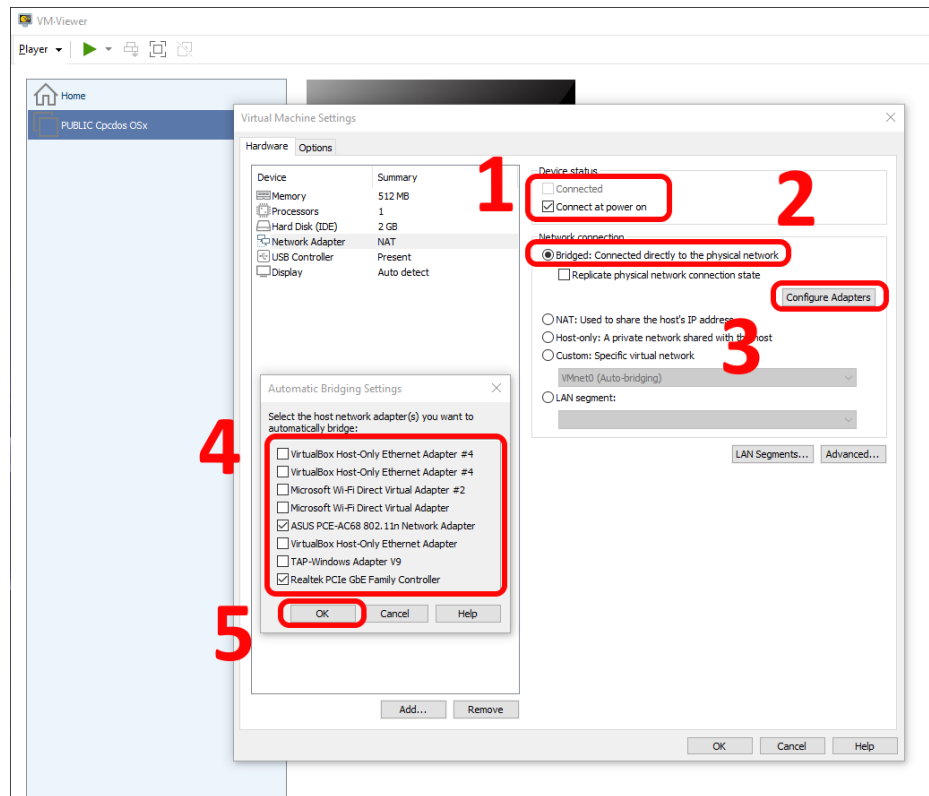 VM-Viewer
Player
Home
PUBLIC Cpcdos OSx
Virtual Machine Settings
Hardware Options
Device Summary
Memory 512 MB
Processors 1
Hard Disk (IDE) 2 GB
Network Adapter NAT
USB Controller Present
Display Auto detect
1
Device status
Connected
Connect at power on
2
Network connection
Bridged: Connected directly to the physical network
Replicate physical network connection state
Configure Adapters
3
NAT: Used to share the host's IP address
Host-only: A private network shared with the host
Custom: Specific virtual network
VMnet0 (Auto-bridging)
LAN segment:
LAN Segments... Advanced...
Automatic Bridging Settings
Select the host network adapter(s) you want to
automatically bridge:
4
VirtualBox Host-Only Ethernet Adapter #4
VirtualBox Host-Only Ethernet Adapter #4
Microsoft Wi-Fi Direct Virtual Adapter #2
Microsoft Wi-Fi Direct Virtual Adapter
ASUS PCE-AC68 802.11n Network Adapter
VirtualBox Host-Only Ethernet Adapter
TAP-Windows Adapter V9
Realtek PCIe GbE Family Controller
5
OK Cancel Help
Add... Remove
OK Cancel Help